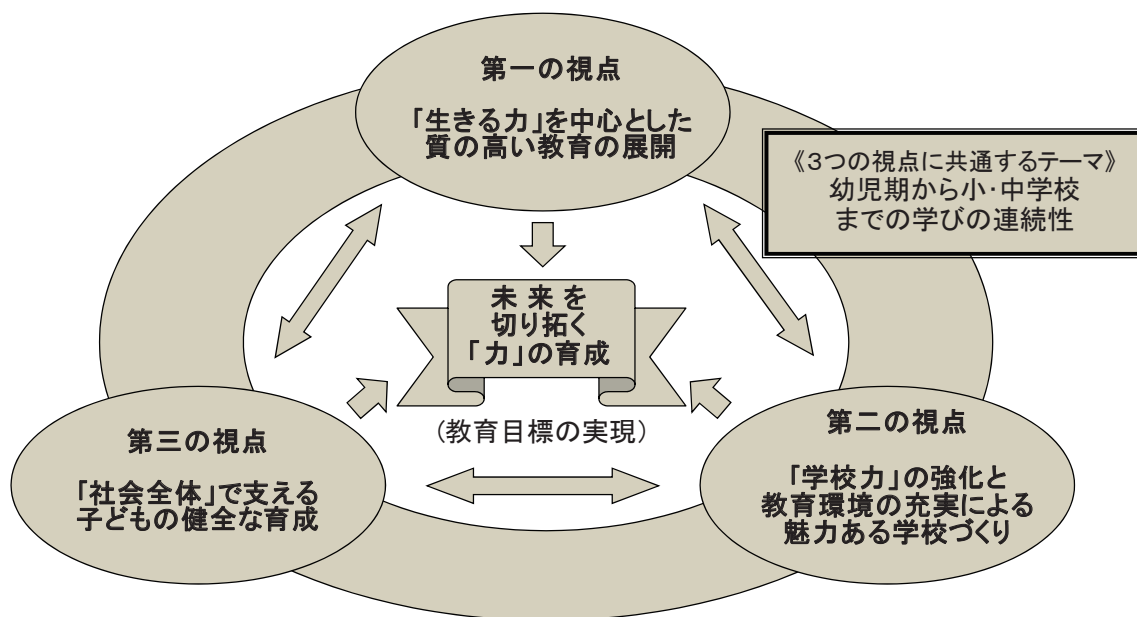 第一の視点
「生きる力」を中心とした
質の高い教育の展開
《3つの視点に共通するテーマ》
幼児期から小・中学校
までの学びの連続性
未来を
切り拓く
「力」の育成
(教育目標の実現)
第三の視点
「社会全体」で支える
子どもの健全な育成
第二の視点
「学校力」の強化と
教育環境の充実による
魅力ある学校づくり